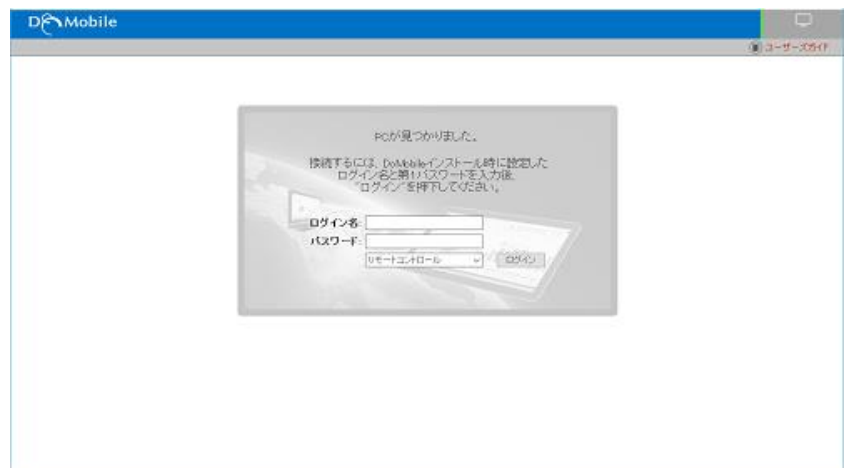 DoMobile
ユーザーズガイド
PCが見つかりました。
接続するには、DoMobileインストール時に設定した
ログイン名と第1パスワードを入力後、
"ログイン"を押下してください。
ログイン名:
パスワード:
リモートコントロール
ログイン